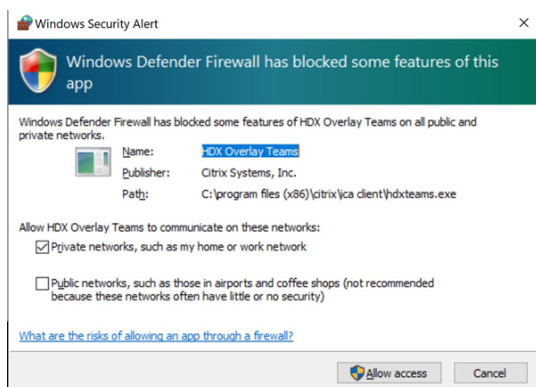 Windows Security Alert
Windows Defender Firewall has blocked some features of this
app
Windows Defender Firewall has blocked some features of HDX Overlay Teams on all public and
private networks.
Name: HDX Overlay Teams
Publisher: Citrix Systems, Inc.
Path: C:\program files (x86)\citrix\ica client\hdxteams.exe
Allow HDX Overlay Teams to communicate on these networks:
Private networks, such as my home or work network
Public networks, such as those in airports and coffee shops (not recommended
because these networks often have little or no security)
What are the risks of allowing an app through a firewall?
Allow access Cancel